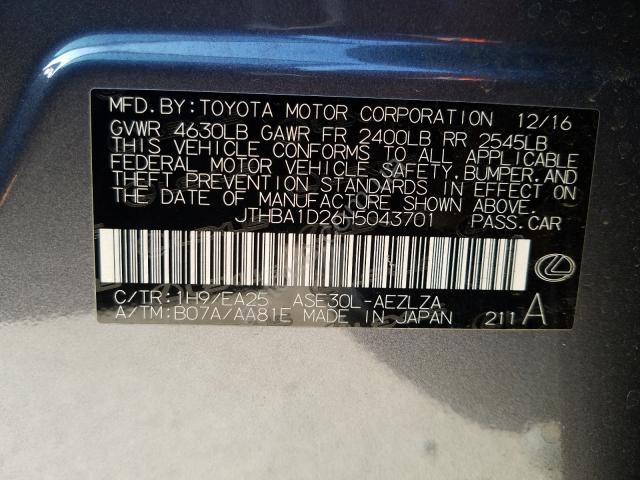 MFD.BY:TOYOTA MOTOR CORPORATION 12/16
GVWR 4630LB GAWR FR 2400LB RR 2545LB
THIS VEHICLE CONFORMS TO ALL APPLICABLE
FEDERAL MOTOR VEHICLE SAFETY,BUMPER,AND
THEFT PREVENTION STANDARDS IN EFFECT ON
THE DATE OF MANUFACTURE SHOWN ABOVE.
JTHBA1D26H5043701 PASS.CAR
C/TR:1H9/EA25 ASE30L-AEZLZA
A/TM:B07A/AA81E MADE IN JAPAN 211 A